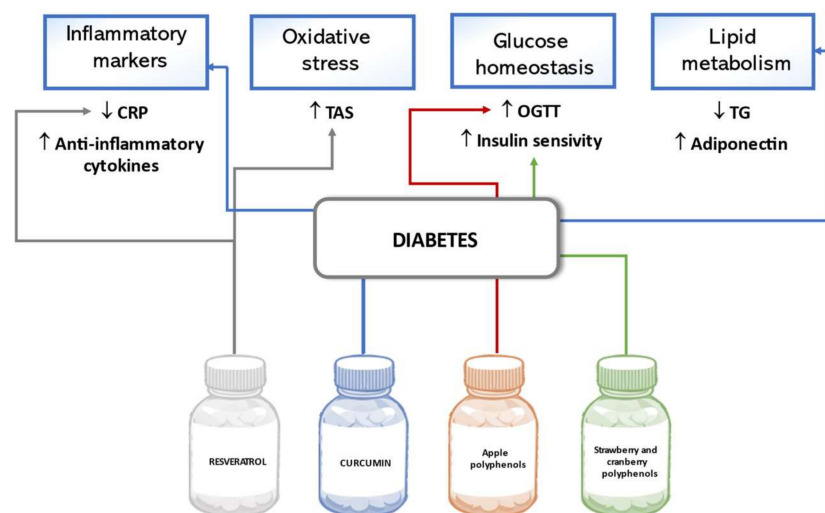 Inflammatory
markers
Oxidative
stress
Glucose
homeostasis
Lipid
metabolism
↓ CRP
↑ Anti-inflammatory
cytokines
↑ TAS
↑ OGTT
↑ Insulin sensivity
↓ TG
↑ Adiponectin
DIABETES
RESVERATROL
CURCUMIN
Apple
polyphenols
Strawberry and
cranberry
polyphenols